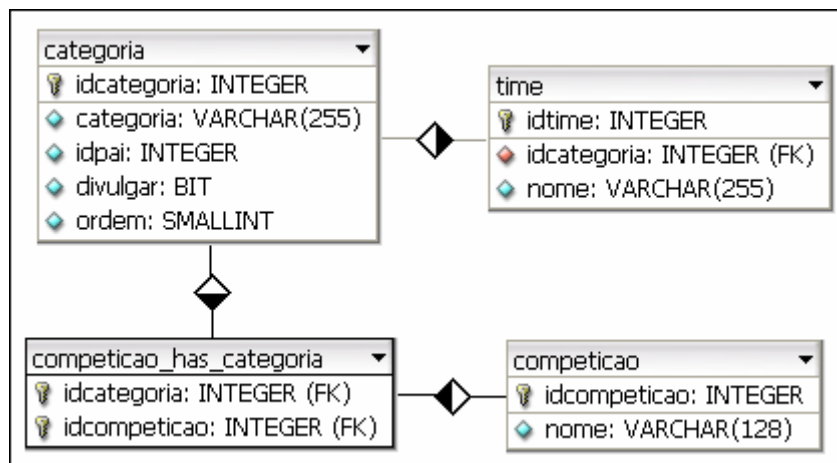 categoria
idcategoria: INTEGER
categoria: VARCHAR(255)
idpai: INTEGER
divulgar: BIT
ordem: SMALLINT
time
idtime: INTEGER
idcategoria: INTEGER (FK)
nome: VARCHAR(255)
competicao_has_categoria
idcategoria: INTEGER (FK)
idcompeticao: INTEGER (FK)
competicao
idcompeticao: INTEGER
nome: VARCHAR(128)